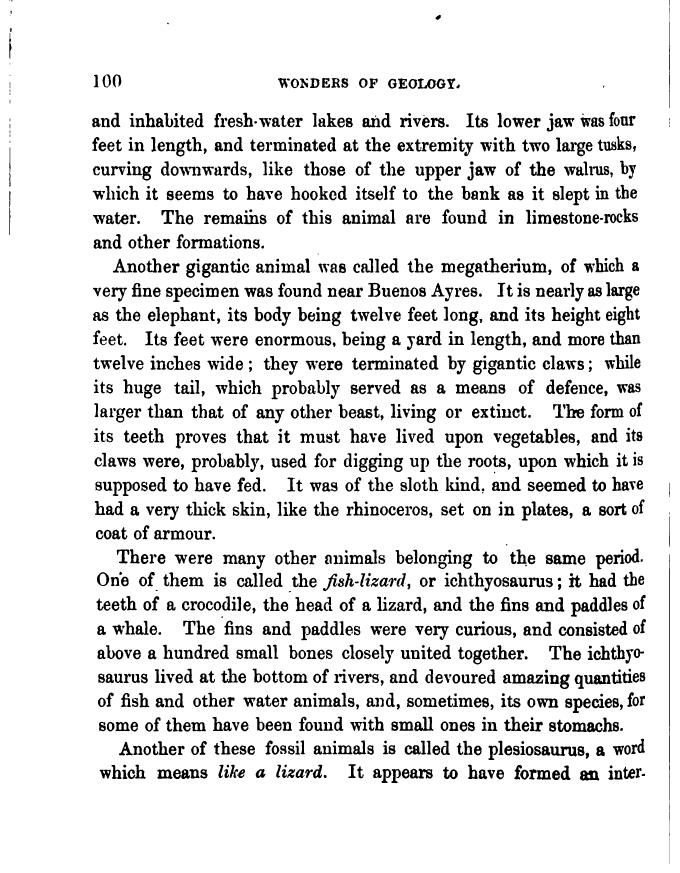 100 WONDERS OF GEOLOGY.
and inhabited fresh-water lakes and rivers. Its lower jaw was four
feet in length, and terminated at the extremity with two large tusks,
curving downwards, like those of the upper jaw of the walrus, by
which it seems to have hooked itself to the bank as it slept in the
water. The remains of this animal are found in limestone-rocks
and other formations.
Another gigantic animal was called the megatherium, of which a
very fine specimen was found near Buenos Ayres. It is nearly as large
as the elephant, its body being twelve feet long, and its height eight
feet. Its feet were enormous, being a yard in length, and more than
twelve inches wide; they were terminated by gigantic claws; while
its huge tail, which probably served as a means of defence, was
larger than that of any other beast, living or extinct. The form of
its teeth proves that it must have lived upon vegetables, and its
claws were, probably, used for digging up the roots, upon which it is
supposed to have fed. It was of the sloth kind, and seemed to have
had a very thick skin, like the rhinoceros, set on in plates, a sort of
coat of armour.
There were many other animals belonging to the same period.
One of them is called the fish-lizard, or ichthyosaurus; it had the
teeth of a crocodile, the head of a lizard, and the fins and paddles of
a whale. The fins and paddles were very curious, and consisted of
above a hundred small bones closely united together. The ichthyo-
saurus lived at the bottom of rivers, and devoured amazing quantities
of fish and other water animals, and, sometimes, its own species, for
some of them have been found with small ones in their stomachs.
Another of these fossil animals is called the plesiosaurus, a word
which means like a lizard. It appears to have formed an inter-